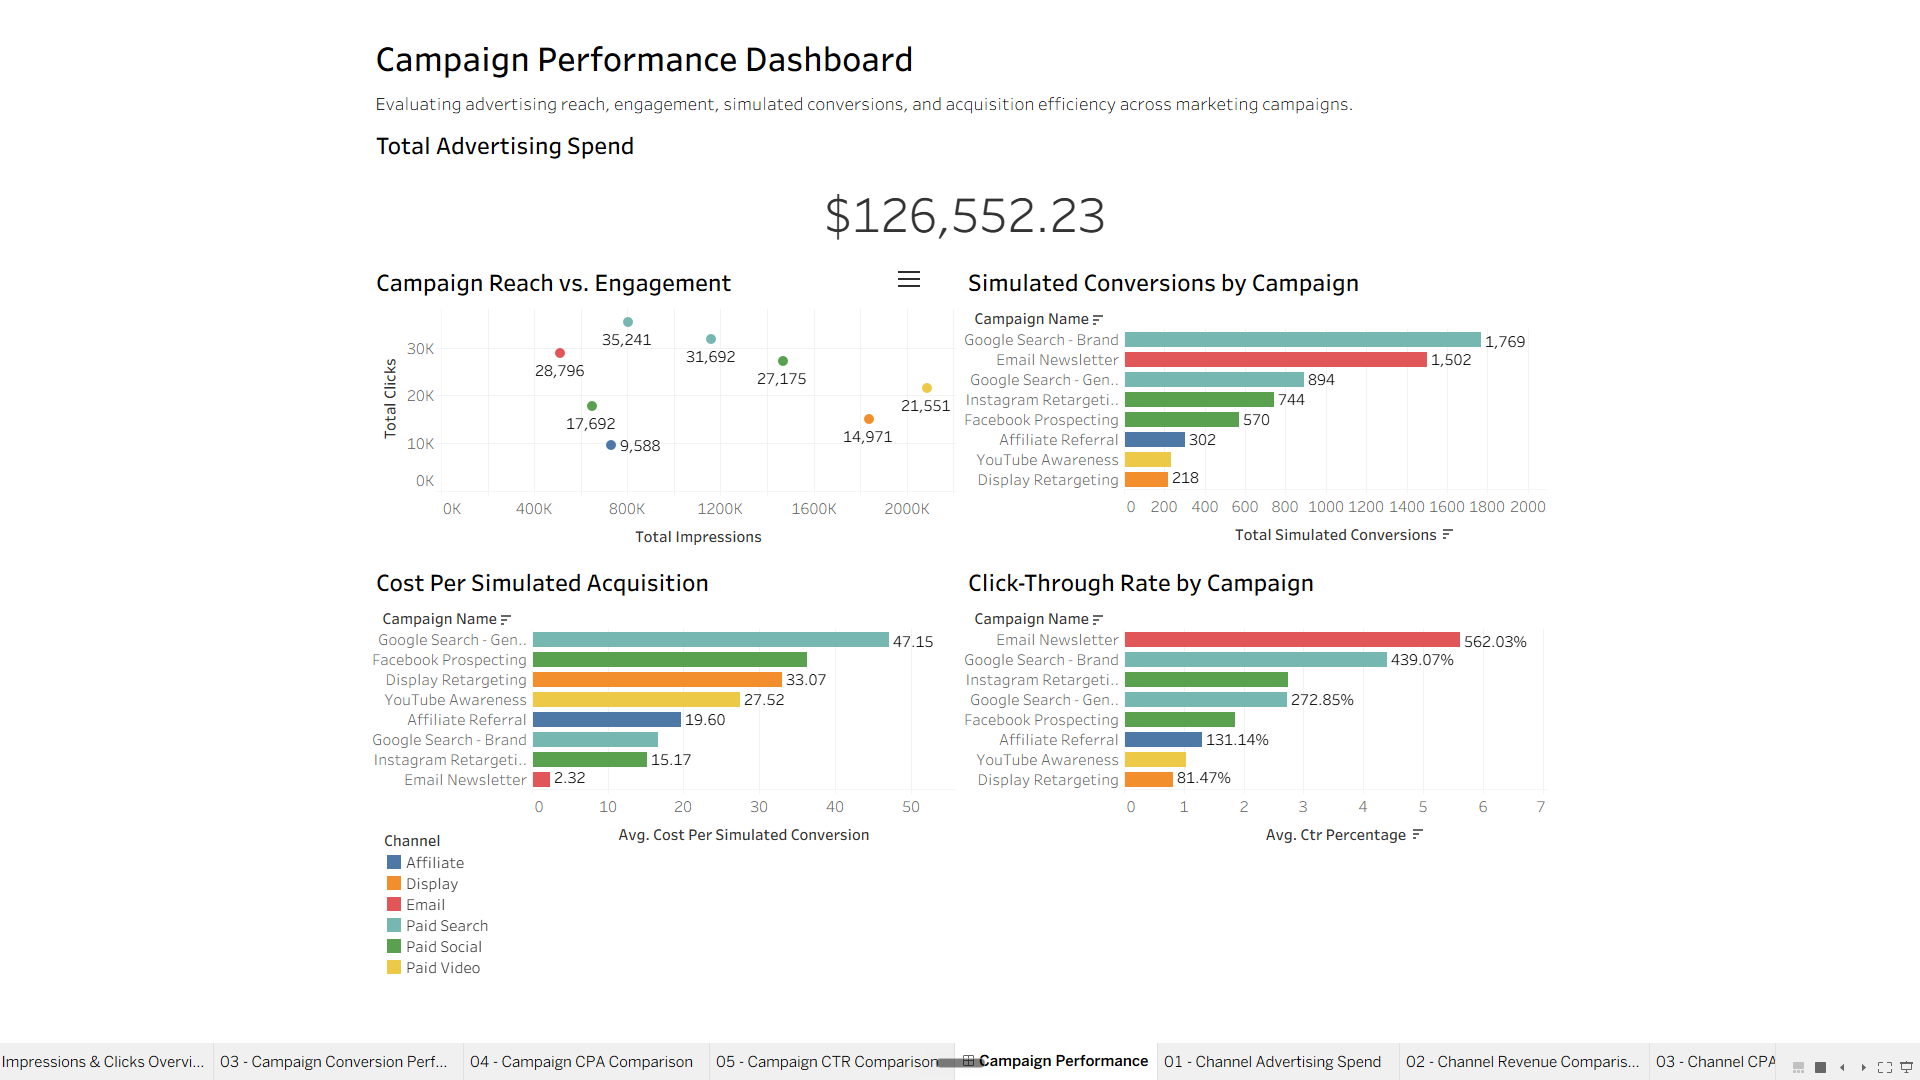 Campaign Performance Dashboard
Evaluating advertising reach, engagement, simulated conversions, and acquisition efficiency across marketing campaigns.
Total Advertising Spend
$126,552.23
Campaign Reach vs. Engagement
Total Clicks
30K
20K
10K
0K
35,241
31,692
28,796
27,175
21,551
17,692
14,971
9,588
0K 400K 800K 1200K 1600K 2000K
Total Impressions
Simulated Conversions by Campaign
Campaign Name
Google Search - Brand 1,769
Email Newsletter 1,502
Google Search - Gen.. 894
Instagram Retargeti.. 744
Facebook Prospecting 570
Affiliate Referral 302
YouTube Awareness
Display Retargeting 218
0 200 400 600 800 1000 1200 1400 1600 1800 2000
Total Simulated Conversions
Cost Per Simulated Acquisition
Campaign Name
Google Search - Gen.. 47.15
Facebook Prospecting
Display Retargeting 33.07
YouTube Awareness 27.52
Affiliate Referral 19.60
Google Search - Brand
Instagram Retargeti.. 15.17
Email Newsletter 2.32
0 10 20 30 40 50
Avg. Cost Per Simulated Conversion
Click-Through Rate by Campaign
Campaign Name
Email Newsletter 562.03%
Google Search - Brand 439.07%
Instagram Retargeti..
Google Search - Gen.. 272.85%
Facebook Prospecting
Affiliate Referral 131.14%
YouTube Awareness
Display Retargeting 81.47%
0 1 2 3 4 5 6 7
Avg. Ctr Percentage
Channel
Affiliate
Display
Email
Paid Search
Paid Social
Paid Video
Impressions & Clicks Overvi... 03 - Campaign Conversion Perf... 04 - Campaign CPA Comparison 05 - Campaign CTR Comparison Campaign Performance 01 - Channel Advertising Spend 02 - Channel Revenue Comparis... 03 - Channel CPA